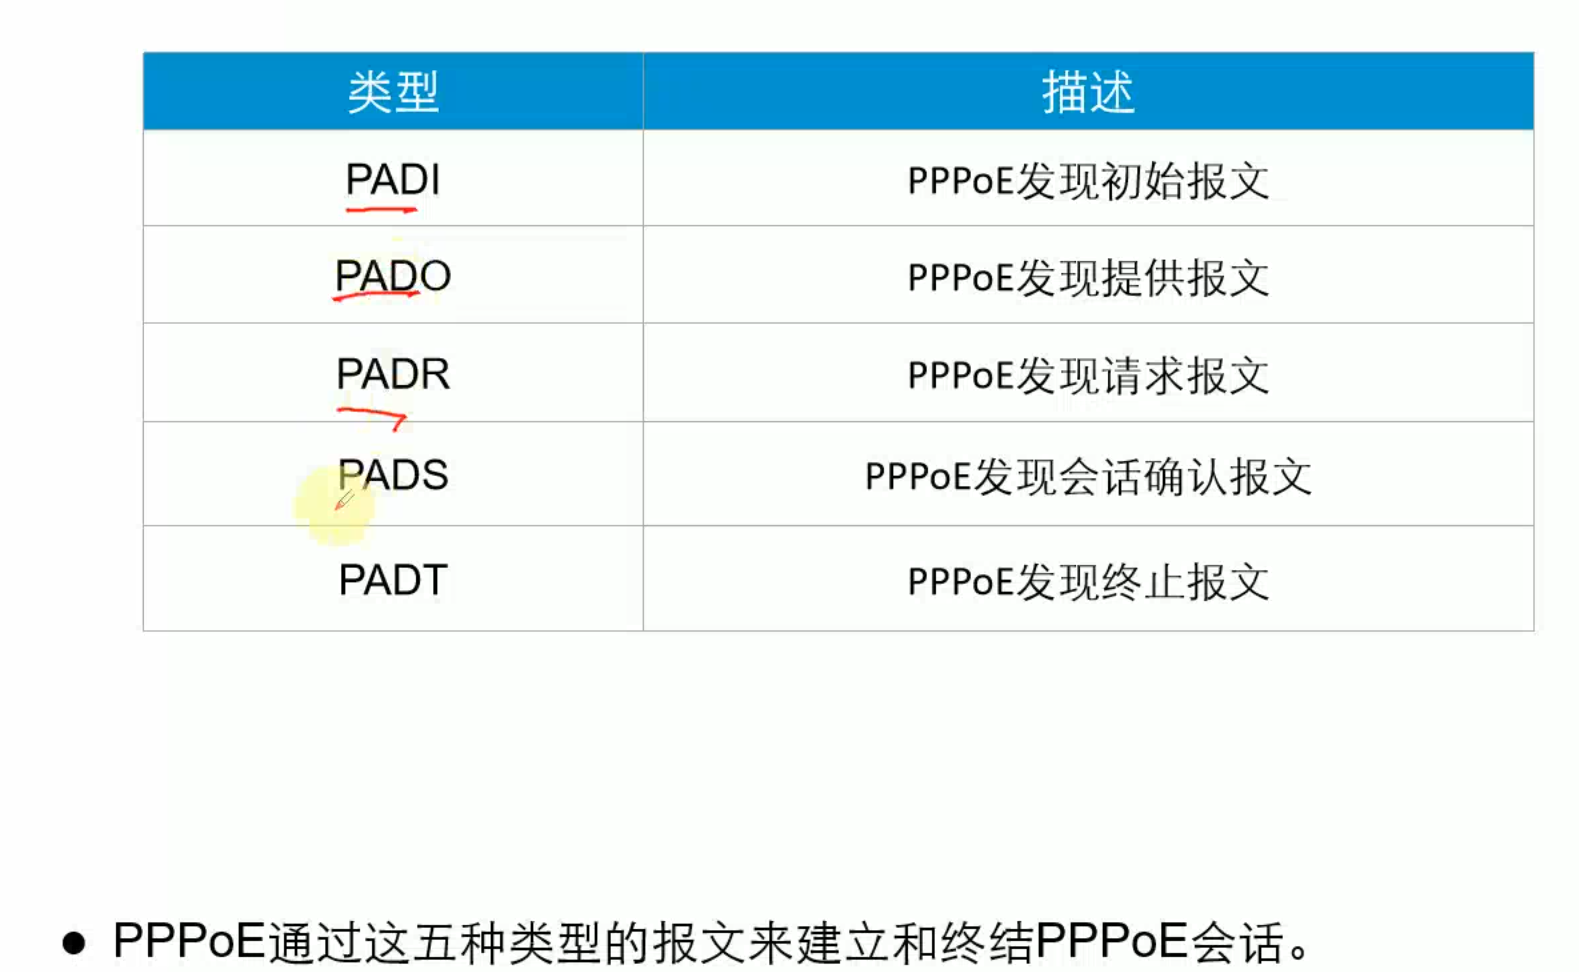 类型 描述
PADI PPPoE发现初始报文
PADO PPPoE发现提供报文
PADR PPPoE发现请求报文
PADS PPPoE发现会话确认报文
PADT PPPoE发现终止报文
● PPPoE通过这五种类型的报文来建立和终结PPPoE会话。